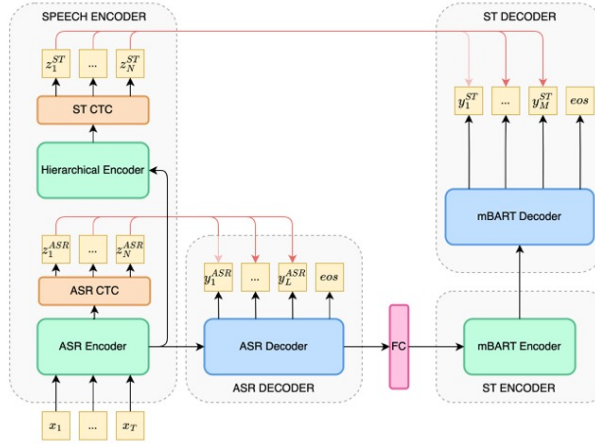 SPEECH ENCODER
ST DECODER
z_1^{ST} ... z_N^{ST}
y_1^{ST} ... y_M^{ST} eos
ST CTC
Hierarchical Encoder
mBART Decoder
z_1^{ASR} ... z_N^{ASR}
y_1^{ASR} ... y_L^{ASR} eos
ASR CTC
ASR Encoder
ASR Decoder
FC
mBART Encoder
ASR DECODER
ST ENCODER
x_1 ... x_T